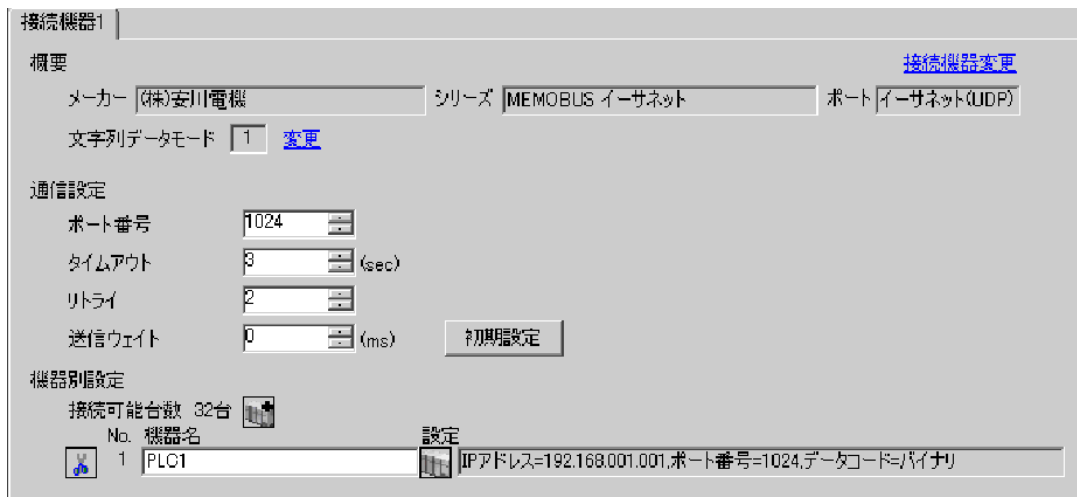 接続機器1
概要 接続機器変更
メーカー (株)安川電機 シリーズ MEMOBUS イーサネット ポート イーサネット(UDP)
文字列データモード 1 変更
通信設定
ポート番号 1024
タイムアウト 3 (sec)
リトライ 2
送信ウェイト 0 (ms) 初期設定
機器別設定
接続可能台数 32台
No. 機器名 設定
1 PLC1 IPアドレス=192.168.001.001,ポート番号=1024,データコード=バイナリ